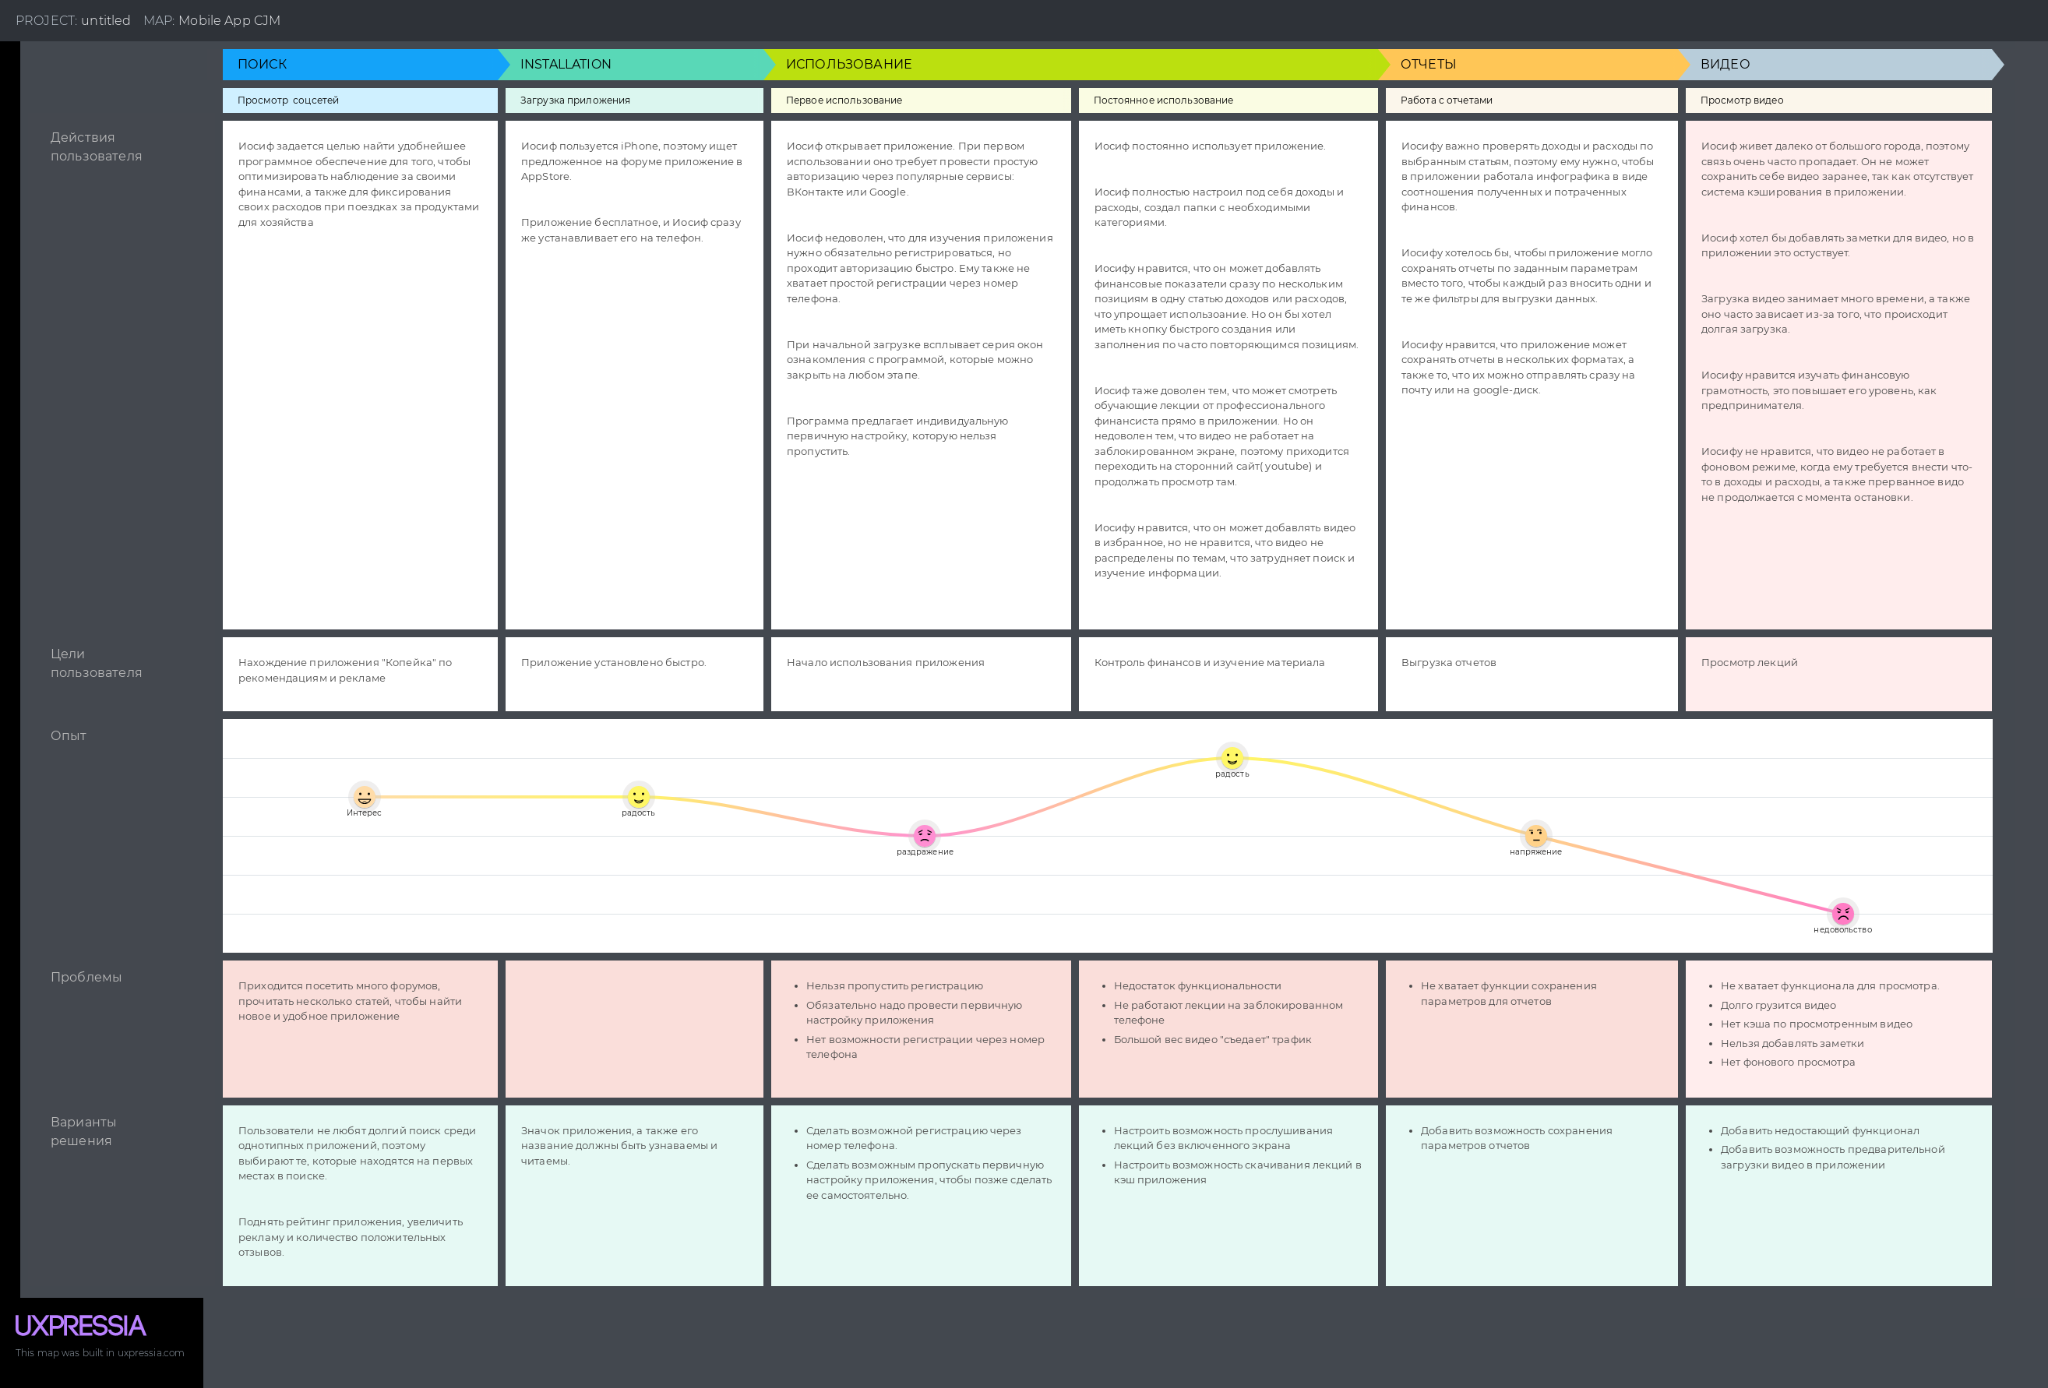 PROJECT: untitled MAP: Mobile App CJM
ПОИСК
INSTALLATION
ИСПОЛЬЗОВАНИЕ
ОТЧЕТЫ
ВИДЕО
Просмотр соцсетей
Загрузка приложения
Первое использование
Постоянное использование
Работа с отчетами
Просмотр видео
Действия
пользователя
Иосиф задается целью найти удобнейшее
программное обеспечение для того, чтобы
оптимизировать наблюдение за своими
финансами, а также для фиксирования
своих расходов при поездках за продуктами
для хозяйства
Иосиф пользуется iPhone, поэтому ищет
предложенное на форуме приложение в
AppStore.
Приложение бесплатное, и Иосиф сразу
же устанавливает его на телефон.
Иосиф открывает приложение. При первом
использовании оно требует провести простую
авторизацию через популярные сервисы:
ВКонтакте или Google.
Иосиф недоволен, что для изучения приложения
нужно обязательно регистрироваться, но
проходит авторизацию быстро. Ему также не
хватает простой регистрации через номер
телефона.
При начальной загрузке всплывает серия окон
ознакомления с программой, которые можно
закрыть на любом этапе.
Программа предлагает индивидуальную
первичную настройку, которую нельзя
пропустить.
Иосиф постоянно использует приложение.
Иосиф полностью настроил под себя доходы и
расходы, создал папки с необходимыми
категориями.
Иосифу нравится, что он может добавлять
финансовые показатели сразу по нескольким
позициям в одну статью доходов или расходов,
что упрощает использоание. Но он бы хотел
иметь кнопку быстрого создания или
заполнения по часто повторяющимся позициям.
Иосиф таже доволен тем, что может смотреть
обучающие лекции от профессионального
финансиста прямо в приложении. Но он
недоволен тем, что видео не работает на
заблокированном экране, поэтому приходится
переходить на сторонний сайт( youtube) и
продолжать просмотр там.
Иосифу нравится, что он может добавлять видео
в избранное, но не нравится, что видео не
распределены по темам, что затрудняет поиск и
изучение информации.
Иосифу важно проверять доходы и расходы по
выбранным статьям, поэтому ему нужно, чтобы
в приложении работала инфографика в виде
соотношения полученных и потраченных
финансов.
Иосифу хотелось бы, чтобы приложение могло
сохранять отчеты по заданным параметрам
вместо того, чтобы каждый раз вносить одни и
те же фильтры для выгрузки данных.
Иосифу нравится, что приложение может
сохранять отчеты в нескольких форматах, а
также то, что их можно отправлять сразу на
почту или на google-диск.
Иосиф живет далеко от большого города, поэтому
связь очень часто пропадает. Он не может
сохранить себе видео заранее, так как отсутствует
система кэширования в приложении.
Иосиф хотел бы добавлять заметки для видео, но в
приложении это остуствует.
Загрузка видео занимает много времени, а также
оно часто зависает из-за того, что происходит
долгая загрузка.
Иосифу нравится изучать финансовую
грамотность, это повышает его уровень, как
предпринимателя.
Иосифу не нравится, что видео не работает в
фоновом режиме, когда ему требуется внести что-
то в доходы и расходы, а также прерванное видо
не продолжается с момента остановки.
Цели
пользователя
Нахождение приложения "Копейка" по
рекомендациям и рекламе
Приложение установлено быстро.
Начало использования приложения
Контроль финансов и изучение материала
Выгрузка отчетов
Просмотр лекций
Опыт
Интерес
радость
раздражение
радость
напряжение
недовольство
Проблемы
Приходится посетить много форумов,
прочитать несколько статей, чтобы найти
новое и удобное приложение
• Нельзя пропустить регистрацию
• Обязательно надо провести первичную
настройку приложения
• Нет возможности регистрации через номер
телефона
• Недостаток функциональности
• Не работают лекции на заблокированном
телефоне
• Большой вес видео "съедает" трафик
• Не хватает функции сохранения
параметров для отчетов
• Не хватает функционала для просмотра.
• Долго грузится видео
• Нет кэша по просмотренным видео
• Нельзя добавлять заметки
• Нет фонового просмотра
Варианты
решения
Пользователи не любят долгий поиск среди
однотипных приложений, поэтому
выбирают те, которые находятся на первых
местах в поиске.
Поднять рейтинг приложения, увеличить
рекламу и количество положительных
отзывов.
Значок приложения, а также его
название должны быть узнаваемы и
читаемы.
• Сделать возможной регистрацию через
номер телефона.
• Сделать возможным пропускать первичную
настройку приложения, чтобы позже сделать
ее самостоятельно.
• Настроить возможность прослушивания
лекций без включенного экрана
• Настроить возможность скачивания лекций в
кэш приложения
• Добавить возможность сохранения
параметров отчетов
• Добавить недостающий функционал
• Добавить возможность предварительной
загрузки видео в приложении
UXPRESSIA
This map was built in uxpressia.com